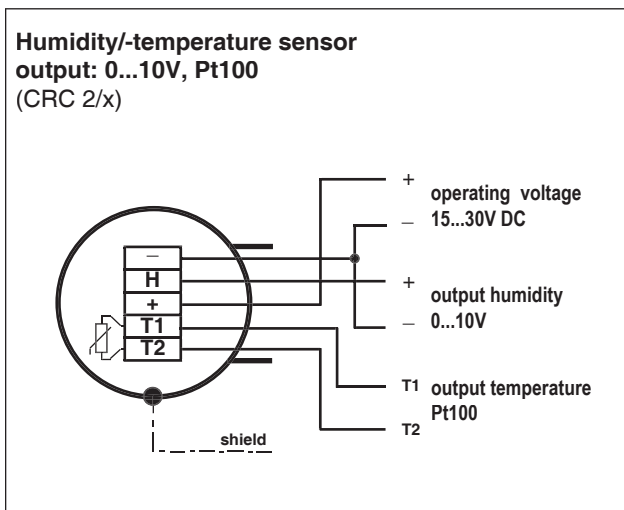 Humidity/-temperature sensor
output: 0...10V, Pt100
(CRC 2/x)
–
H
+
T1
T2
+
operating voltage
–
15...30V DC
+
output humidity
–
0...10V
T1
output temperature
Pt100
T2
shield